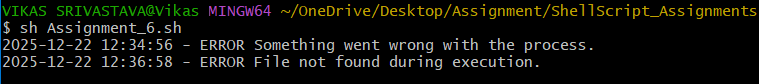 VIKAS SRIVASTAVA@Vikas MINGW64 ~/OneDrive/Desktop/Assignment/ShellScript_Assignments
$ sh Assignment_6.sh
2025-12-22 12:34:56 - ERROR Something went wrong with the process.
2025-12-22 12:36:58 - ERROR File not found during execution.